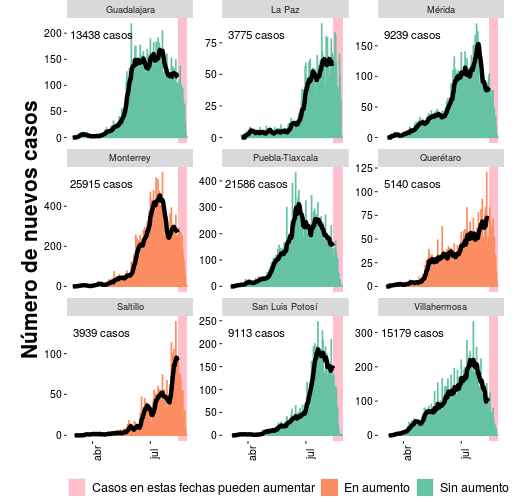 Número de nuevos casos
Guadalajara
La Paz
Mérida
13438 casos
3775 casos
9239 casos
200
150
100
50
0
75
50
25
0
150
100
50
0
Monterrey
Puebla-Tlaxcala
Querétaro
25915 casos
21586 casos
5140 casos
400
200
0
400
300
200
100
0
125
100
75
50
25
0
Saltillo
San Luis Potosí
Villahermosa
3939 casos
9113 casos
15179 casos
100
50
0
250
200
150
100
50
0
300
200
100
0
abr
jul
abr
jul
abr
jul
Casos en estas fechas pueden aumentar
En aumento
Sin aumento